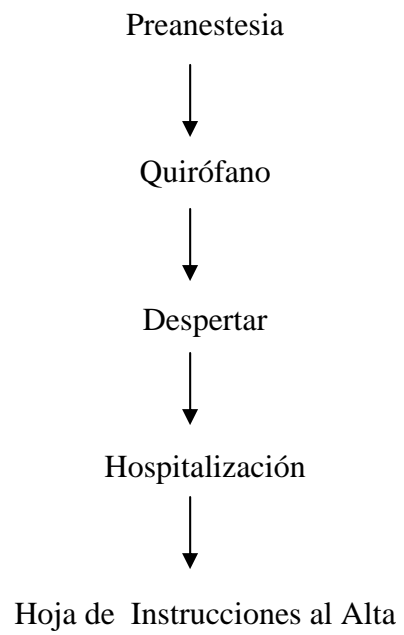 Preanestesia
Quirófano
Despertar
Hospitalización
Hoja de Instrucciones al Alta